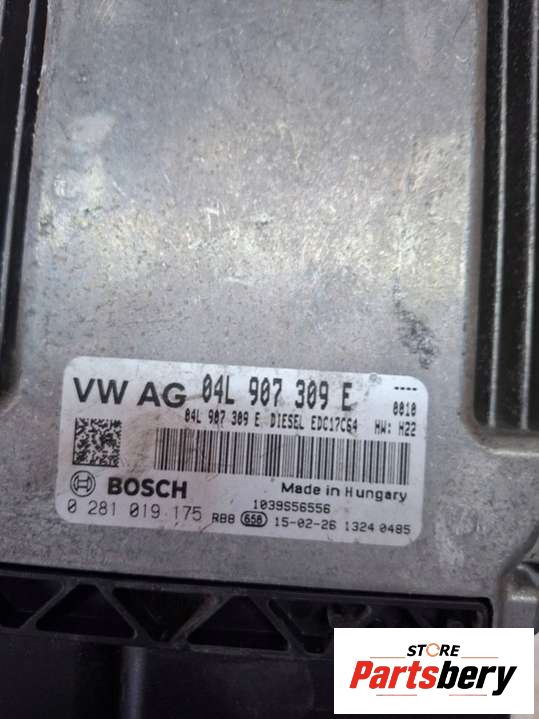 VW AG 04L 907 309 E ----
04L 907 309 E DIESEL EDC17C64 0010
HW: H22
BOSCH Made in Hungary
1039S56556
0 281 019 175 RB8 658 15-02-26 1324 0485
STORE
Partsbery